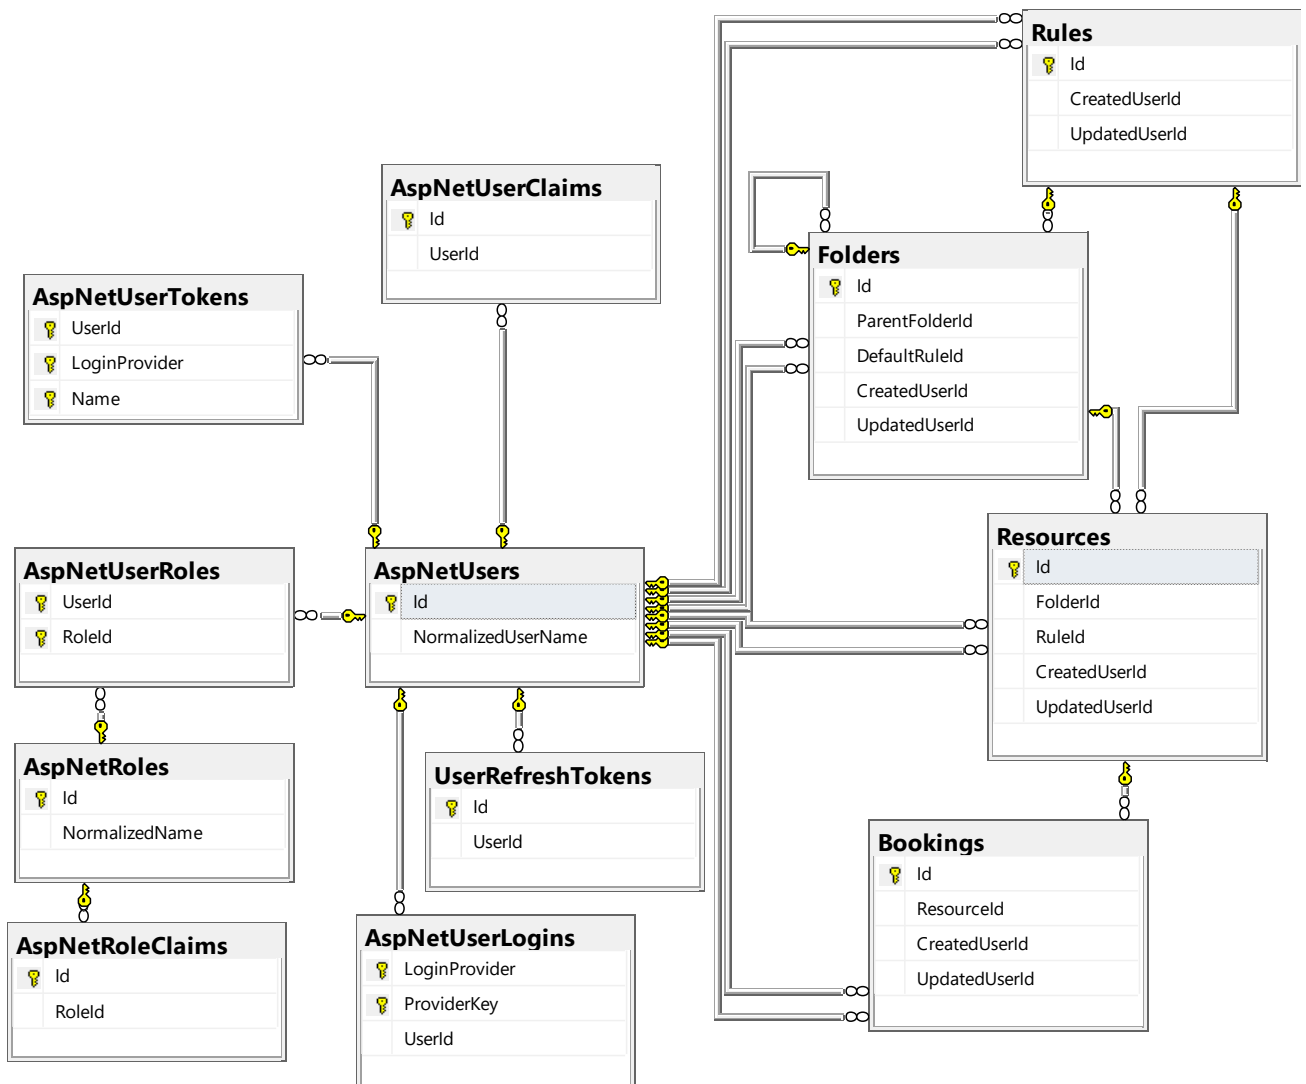 Rules
Id
CreatedUserId
UpdatedUserId
AspNetUserClaims
Id
UserId
Folders
Id
ParentFolderId
DefaultRuleId
CreatedUserId
UpdatedUserId
AspNetUserTokens
UserId
LoginProvider
Name
Resources
Id
FolderId
RuleId
CreatedUserId
UpdatedUserId
AspNetUserRoles
UserId
RoleId
AspNetUsers
Id
NormalizedUserName
AspNetRoles
Id
NormalizedName
UserRefreshTokens
Id
UserId
Bookings
Id
ResourceId
CreatedUserId
UpdatedUserId
AspNetRoleClaims
Id
RoleId
AspNetUserLogins
LoginProvider
ProviderKey
UserId